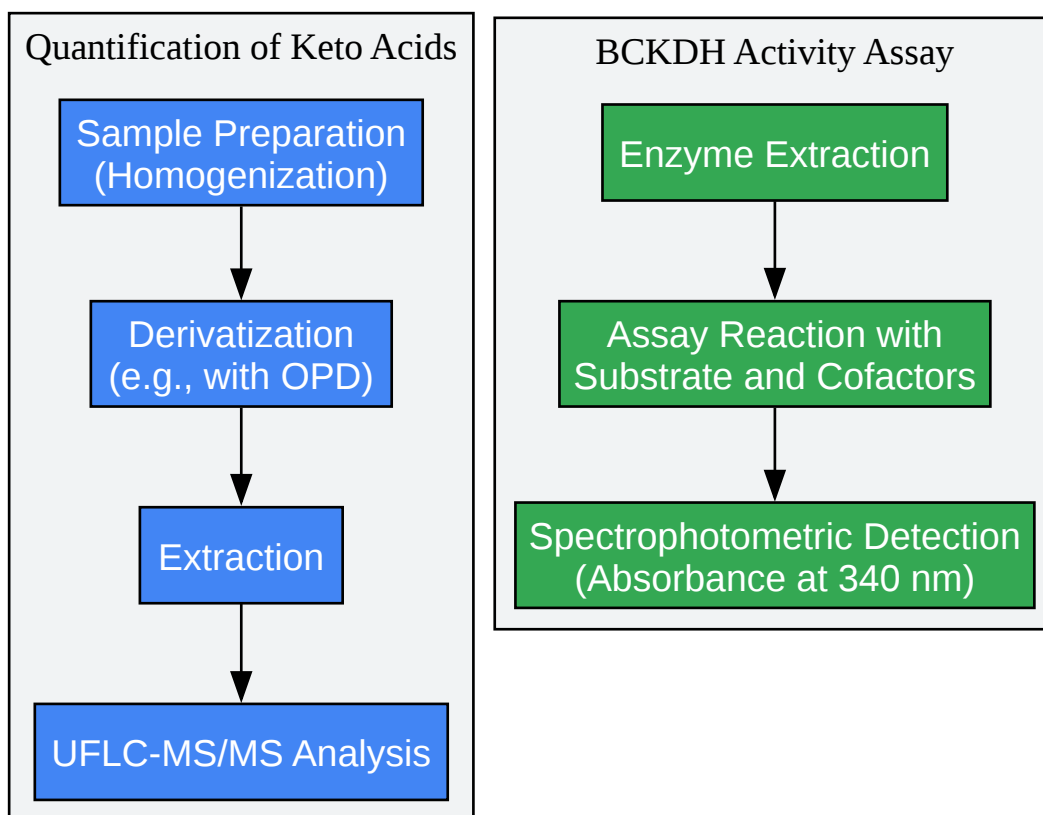 Quantification of Keto Acids
Sample Preparation
(Homogenization)
Derivatization
(e.g., with OPD)
Extraction
UFLC-MS/MS Analysis
BCKDH Activity Assay
Enzyme Extraction
Assay Reaction with
Substrate and Cofactors
Spectrophotometric Detection
(Absorbance at 340 nm)